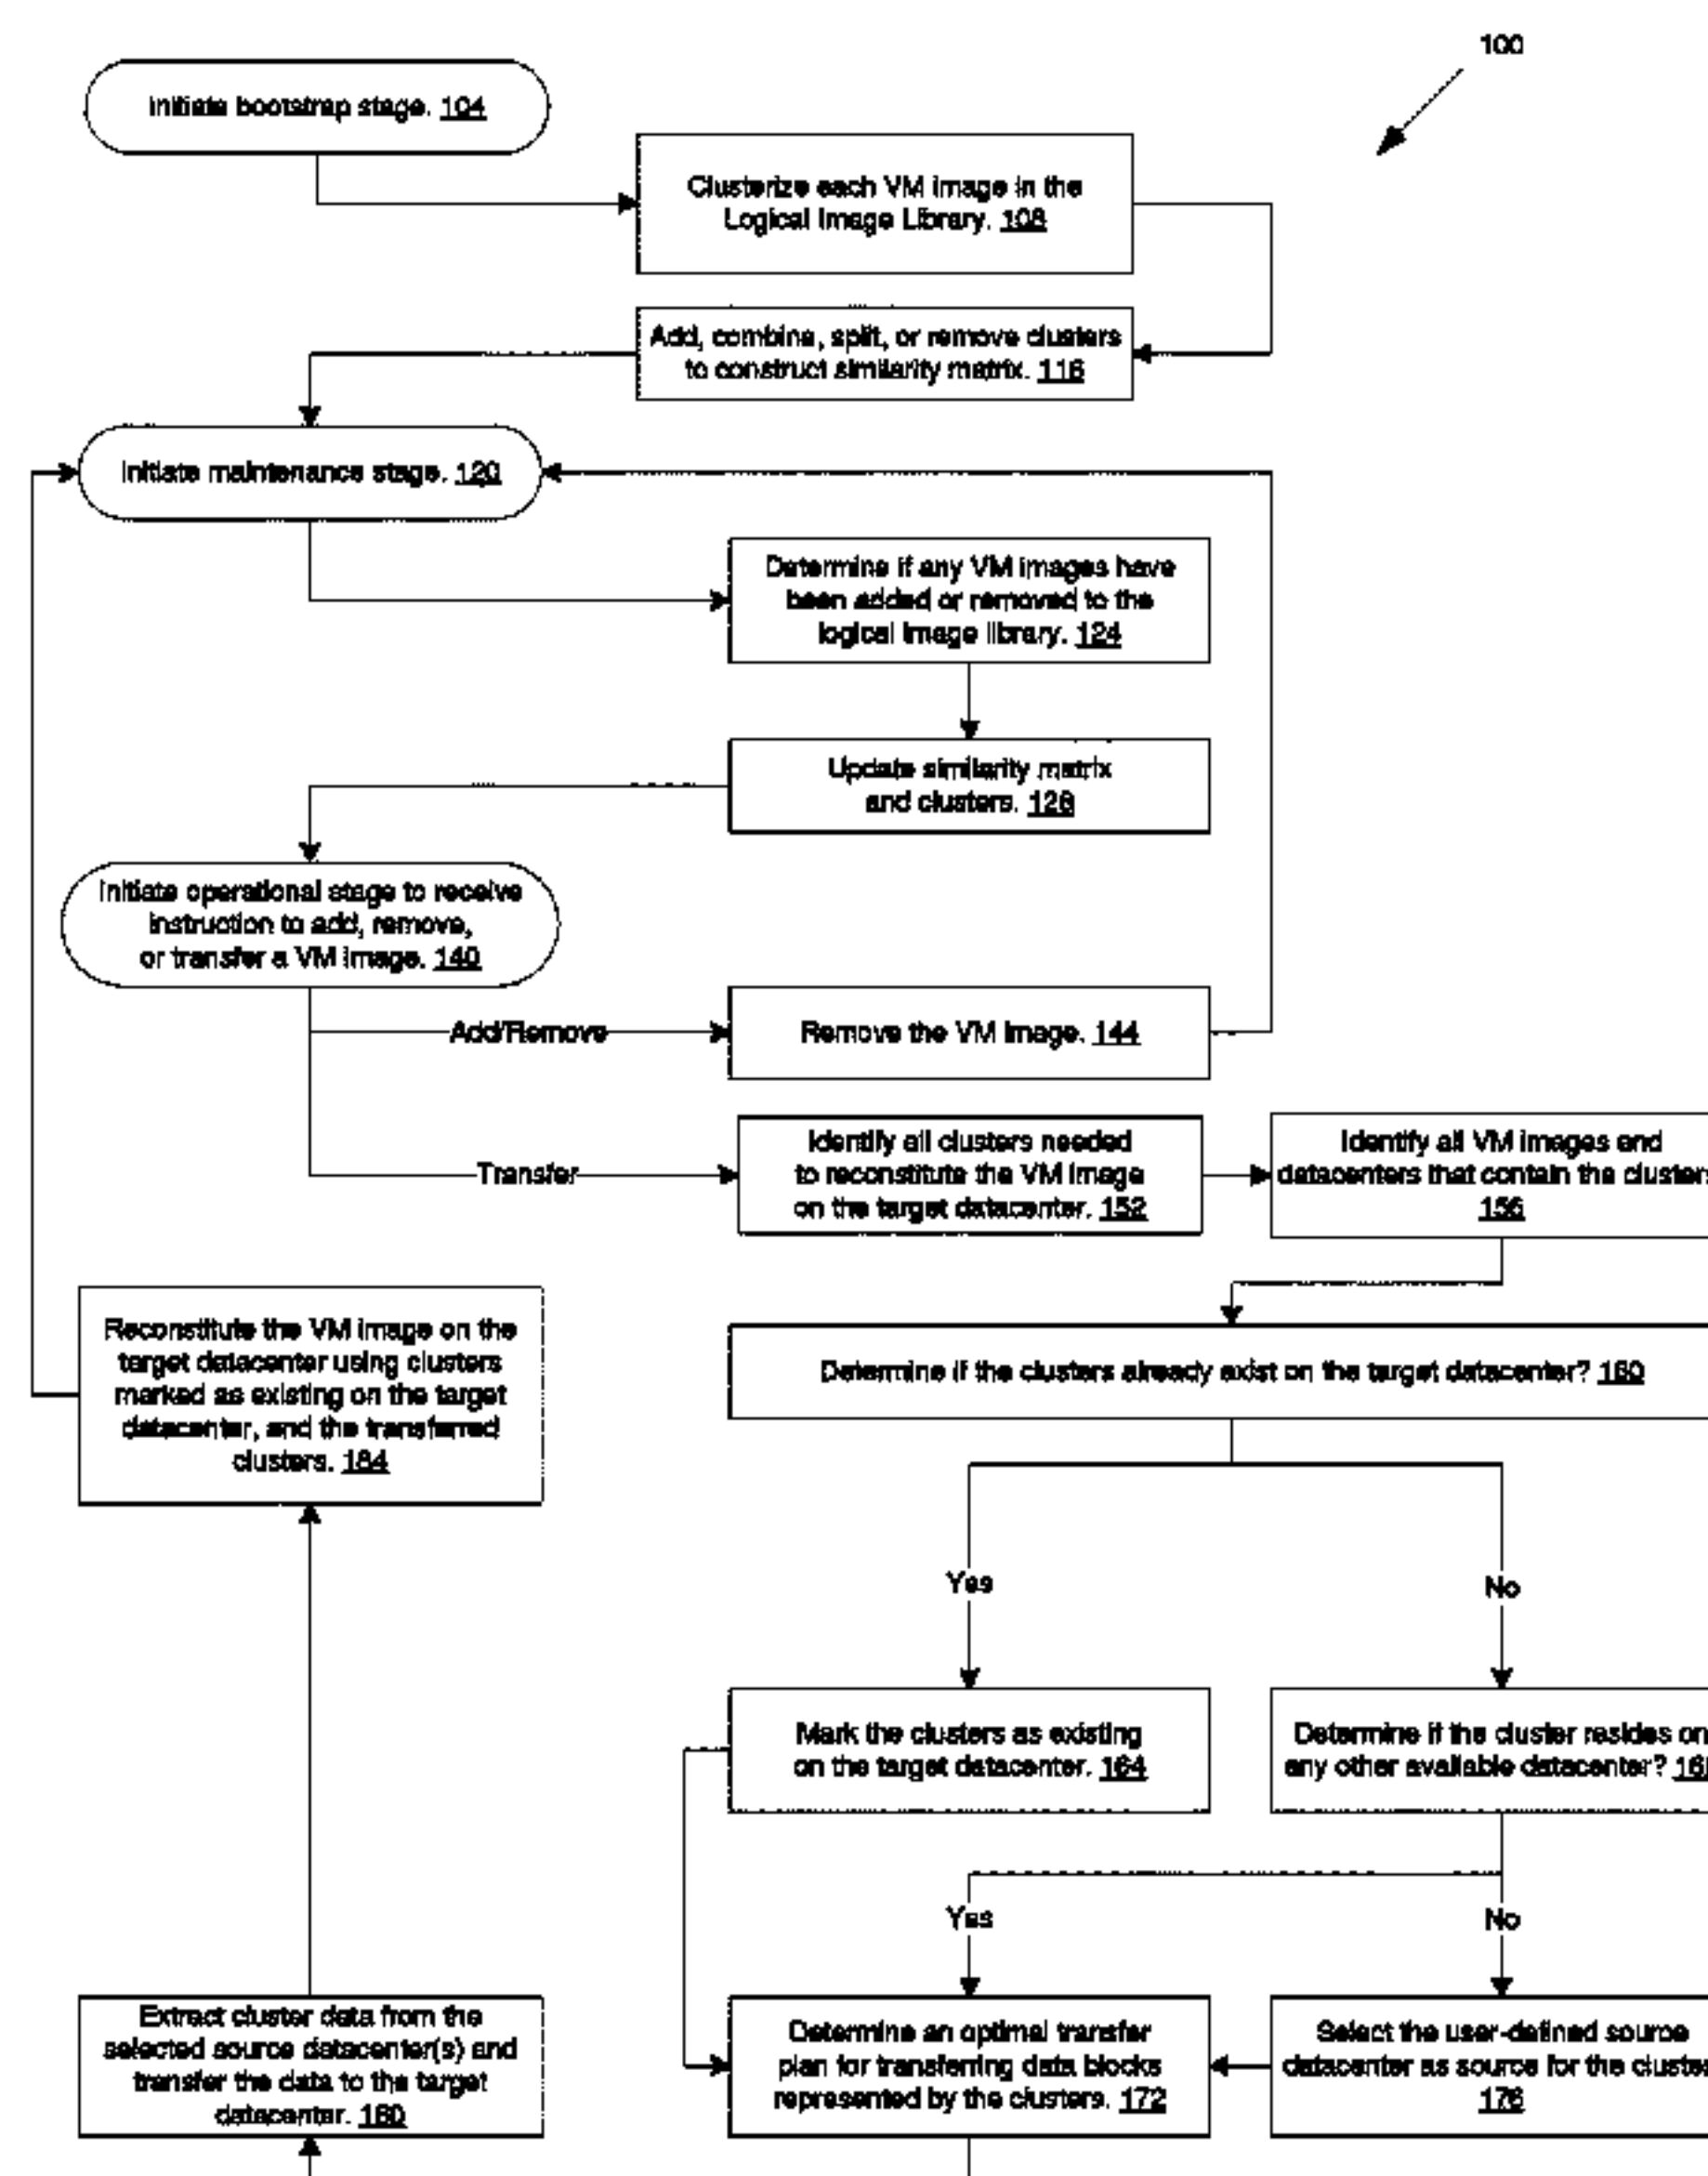 100
Initiate bootstrap stage. 104
Clusterize each VM image in the
Logical Image Library. 108
Add, combine, split, or remove clusters
to construct similarity matrix. 116
Initiate maintenance stage. 120
Determine if any VM images have
been added or removed to the
logical image library. 124
Update similarity matrix
and clusters. 128
Initiate operational stage to receive
instruction to add, remove,
or transfer a VM image. 140
Add/Remove
Remove the VM image. 144
Transfer
Identify all clusters needed
to reconstitute the VM image
on the target datacenter. 152
Identify all VM images and
datacenters that contain the clusters
156
Reconstitute the VM image on the
target datacenter using clusters
marked as existing on the target
datacenter, and the transferred
clusters. 184
Determine if the clusters already exist on the target datacenter? 160
Yes
No
Mark the clusters as existing
on the target datacenter. 164
Determine if the cluster resides on
any other available datacenter?
Yes
No
Extract cluster data from the
selected source datacenter(s) and
transfer the data to the target
datacenter. 180
Determine an optimal transfer
plan for transferring data blocks
represented by the clusters. 172
Select the user-defined source
datacenter as source for the cluster
176